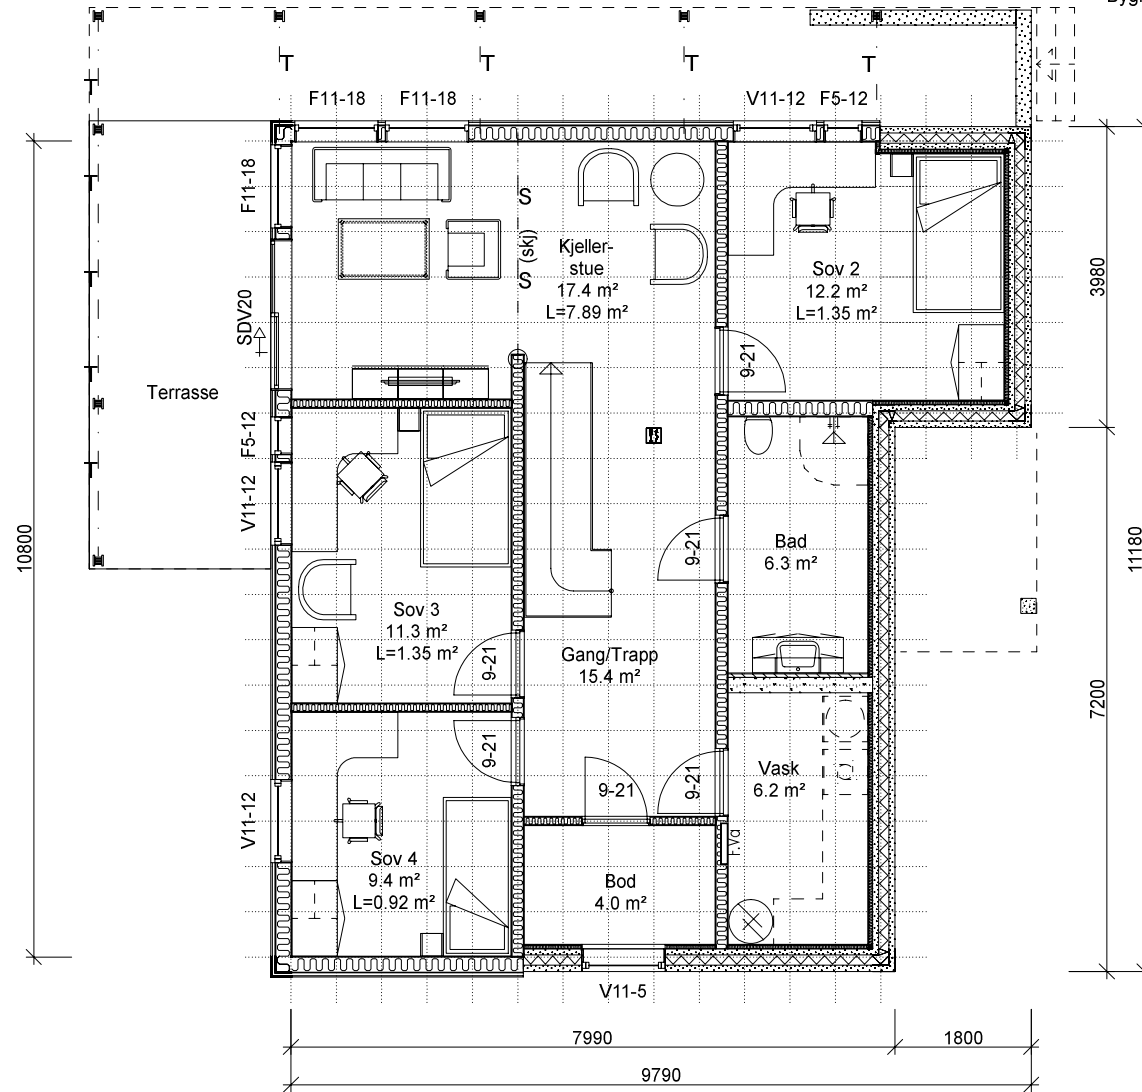 T
T
T
T
F11-18
F11-18
V11-12
F5-12
T
F11-18
T
S
(skj)
S
Kjeller-
stue
17.4 m²
L=7.89 m²
Sov 2
12.2 m²
L=1.35 m²
3980
T
SDV20
9-21
T
Terrasse
F5-12
T
V11-12
10800
9-21
Bad
6.3 m²
11180
Sov 3
11.3 m²
L=1.35 m²
9-21
Gang/Trapp
15.4 m²
7200
9-21
9-21
9-21
Vask
6.2 m²
V11-12
Sov 4
9.4 m²
L=0.92 m²
F.Va
Bod
4.0 m²
V11-5
7990
1800
9790